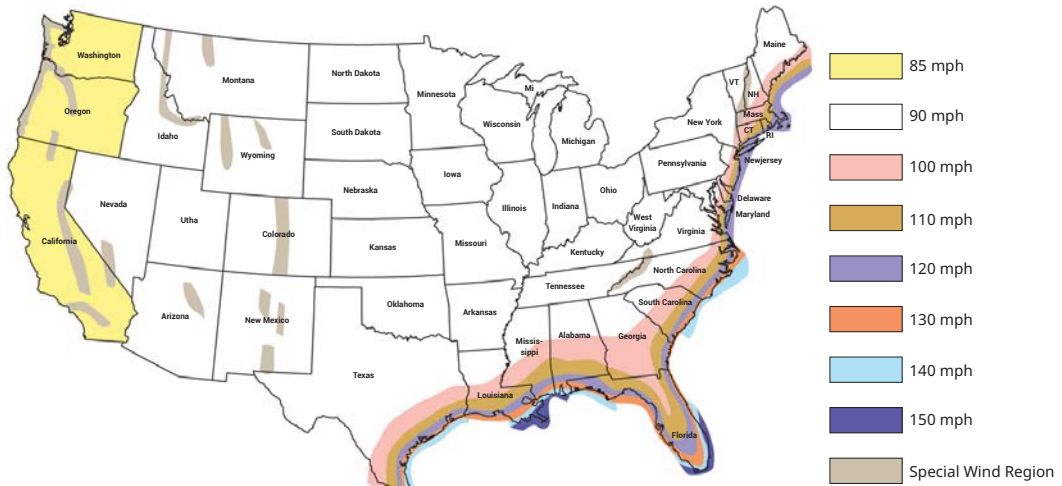 Washington
Oregon
California
Nevada
Idaho
Montana
Wyoming
Utha
Colorado
Arizona
New Mexico
North Dakota
South Dakota
Nebraska
Kansas
Oklahoma
Texas
Minnesota
Iowa
Missouri
Arkansas
Louisiana
Wisconsin
Mi
Michigan
Illinois
Indiana
Ohio
Kentucky
Tennessee
Missis-
sippi
Alabama
Georgia
Florida
South Carolina
North Carolina
Virginia
West
Virginia
Pennsylvania
New York
VT
NH
Maine
Mass
CT
RI
Newjersey
Delaware
Maryland
85 mph
90 mph
100 mph
110 mph
120 mph
130 mph
140 mph
150 mph
Special Wind Region